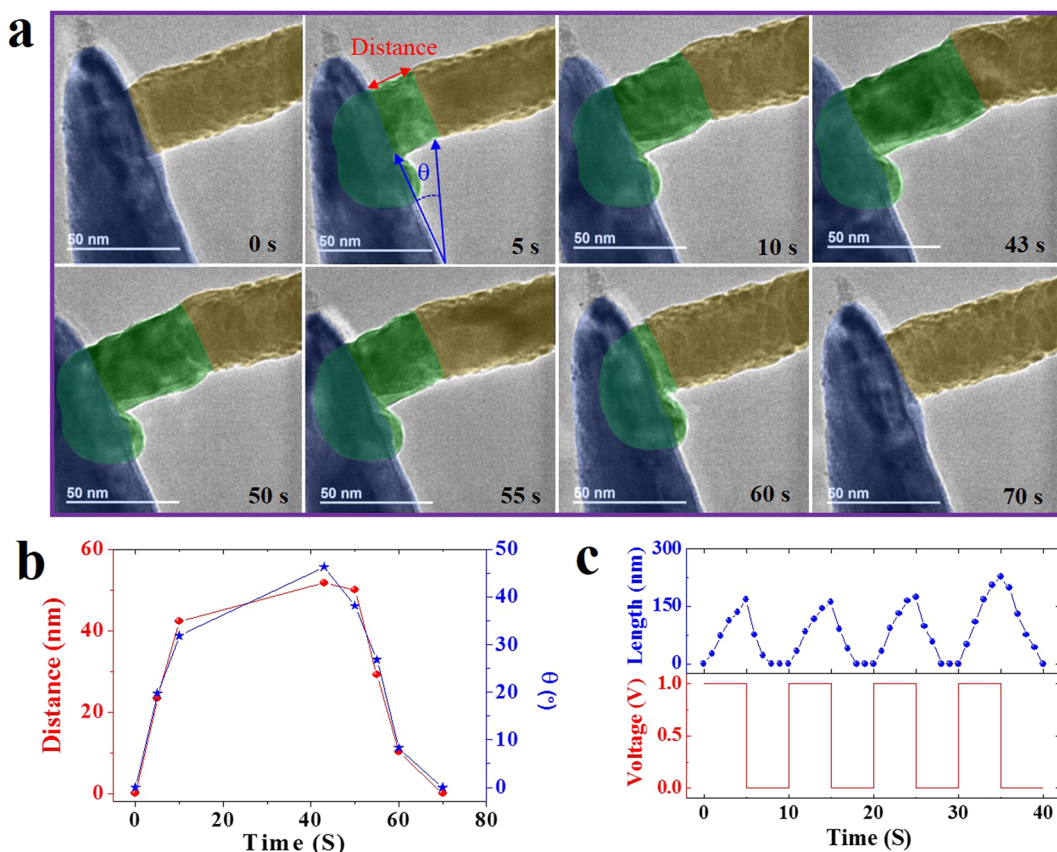 a
Distance
θ
50 nm
0 s
50 nm
5 s
50 nm
10 s
50 nm
43 s
50 nm
50 s
50 nm
55 s
50 nm
60 s
50 nm
70 s
b
Distance (nm)
60
40
20
0
0
20
40
60
80
Time (S)
50
40
30
20
10
0
θ (º)
c
Length (nm)
300
150
0
Voltage (V)
1.0
0.5
0.0
0
10
20
30
40
Time (S)